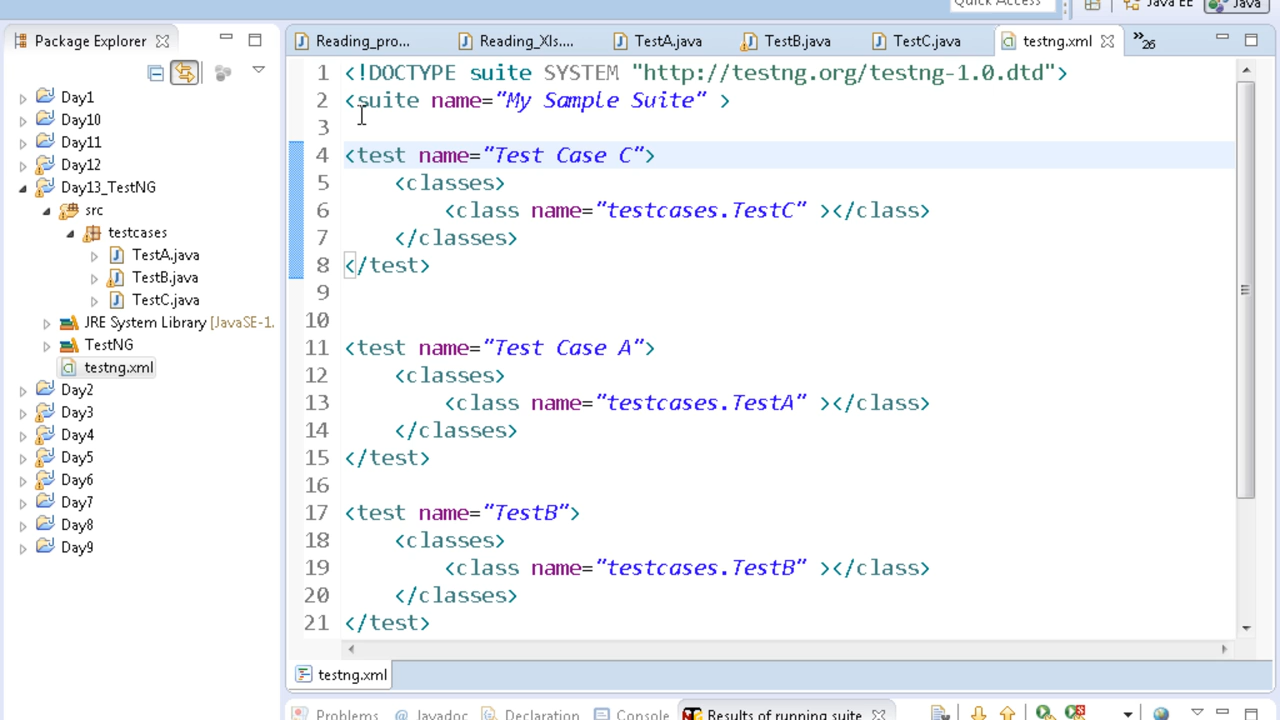 Quick Access
Java EE
Java
Package Explorer
Reading_pro...
Reading_Xls....
TestA.java
TestB.java
TestC.java
testng.xml
»26
Day1
Day10
Day11
Day12
Day13_TestNG
src
testcases
TestA.java
TestB.java
TestC.java
JRE System Library [JavaSE-1.
TestNG
testng.xml
Day2
Day3
Day4
Day5
Day6
Day7
Day8
Day9
1 <!DOCTYPE suite SYSTEM "http://testng.org/testng-1.0.dtd">
2 <suite name="My Sample Suite" >
3
4 <test name="Test Case C">
5 <classes>
6 <class name="testcases.TestC" ></class>
7 </classes>
8 </test>
9
10
11 <test name="Test Case A">
12 <classes>
13 <class name="testcases.TestA" ></class>
14 </classes>
15 </test>
16
17 <test name="TestB">
18 <classes>
19 <class name="testcases.TestB" ></class>
20 </classes>
21 </test>
testng.xml
Problems
@ Javadoc
Declaration
Console
Results of running suite